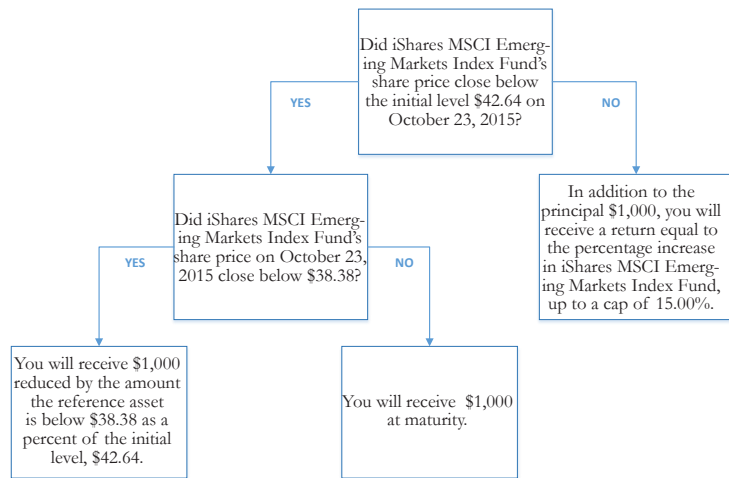 Did iShares MSCI Emerg-
ing Markets Index Fund's
share price close below
the initial level $42.64 on
October 23, 2015?
YES
NO
Did iShares MSCI Emerg-
ing Markets Index Fund's
share price on October 23,
2015 close below $38.38?
In addition to the
principal $1,000, you will
receive a return equal to
the percentage increase
in iShares MSCI Emerg-
ing Markets Index Fund,
up to a cap of 15.00%.
YES
NO
You will receive $1,000
reduced by the amount
the reference asset
is below $38.38 as a
percent of the initial
level, $42.64.
You will receive $1,000
at maturity.